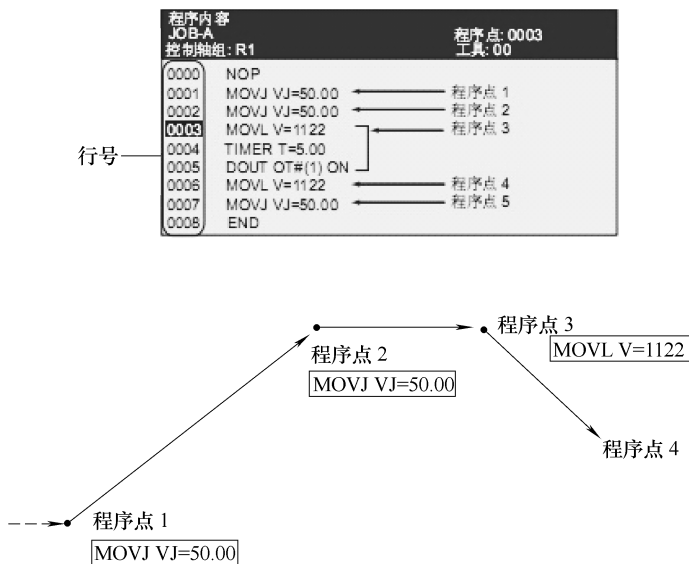 程序内容
JOB-A
程序点: 0003
控制轴组: R1
工具: 00
0000 NOP
0001 MOVJ VJ=50.00 程序点 1
0002 MOVJ VJ=50.00 程序点 2
0003 MOVL V=1122 程序点 3
0004 TIMER T=5.00
0005 DOUT OT#(1) ON
0006 MOVL V=1122 程序点 4
0007 MOVJ VJ=50.00 程序点 5
0008 END
行号
程序点 3
MOVL V=1122
程序点 2
MOVJ VJ=50.00
程序点 4
程序点 1
MOVJ VJ=50.00